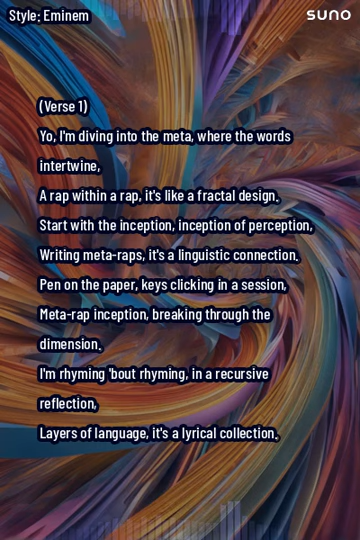 Style: Eminem
suno
(Verse 1)
Yo, I'm diving into the meta, where the words
intertwine,
A rap within a rap, it's like a fractal design.
Start with the inception, inception of perception,
Writing meta-raps, it's a linguistic connection.
Pen on the paper, keys clicking in a session,
Meta-rap inception, breaking through the
dimension.
I'm rhyming 'bout rhyming, in a recursive
reflection,
Layers of language, it's a lyrical collection.